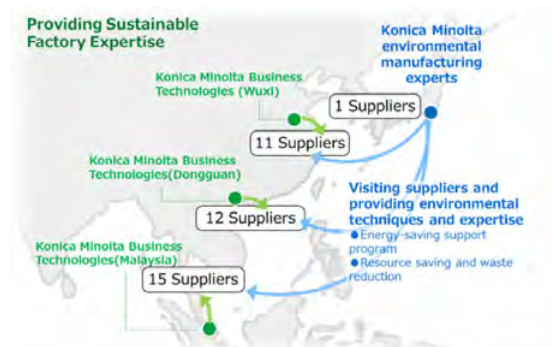 Providing Sustainable
Factory Expertise
Konica Minolta
environmental
manufacturing
experts
Konica Minolta Business
Technologies (Wuxi)
1 Suppliers
11 Suppliers
Konica Minolta Business
Technologies(Dongguan)
12 Suppliers
Visiting suppliers and
providing environmental
techniques and expertise
●Energy-saving support
program
●Resource saving and waste
reduction
Konica Minolta Business
Technologies(Malaysia)
15 Suppliers